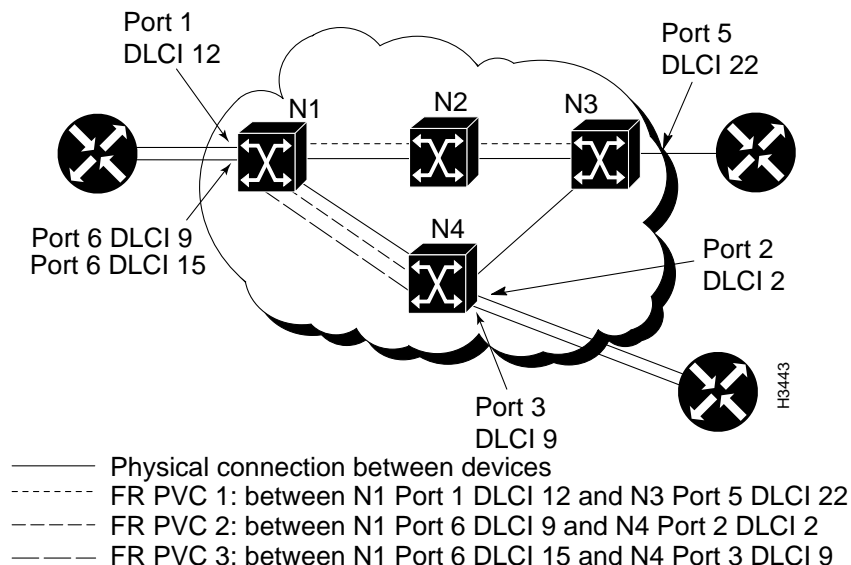 Port 1
DLCI 12
Port 5
DLCI 22
N1
N2
N3
Port 6 DLCI 9
Port 6 DLCI 15
N4
Port 2
DLCI 2
Port 3
DLCI 9
H3443
Physical connection between devices
FR PVC 1: between N1 Port 1 DLCI 12 and N3 Port 5 DLCI 22
FR PVC 2: between N1 Port 6 DLCI 9 and N4 Port 2 DLCI 2
FR PVC 3: between N1 Port 6 DLCI 15 and N4 Port 3 DLCI 9